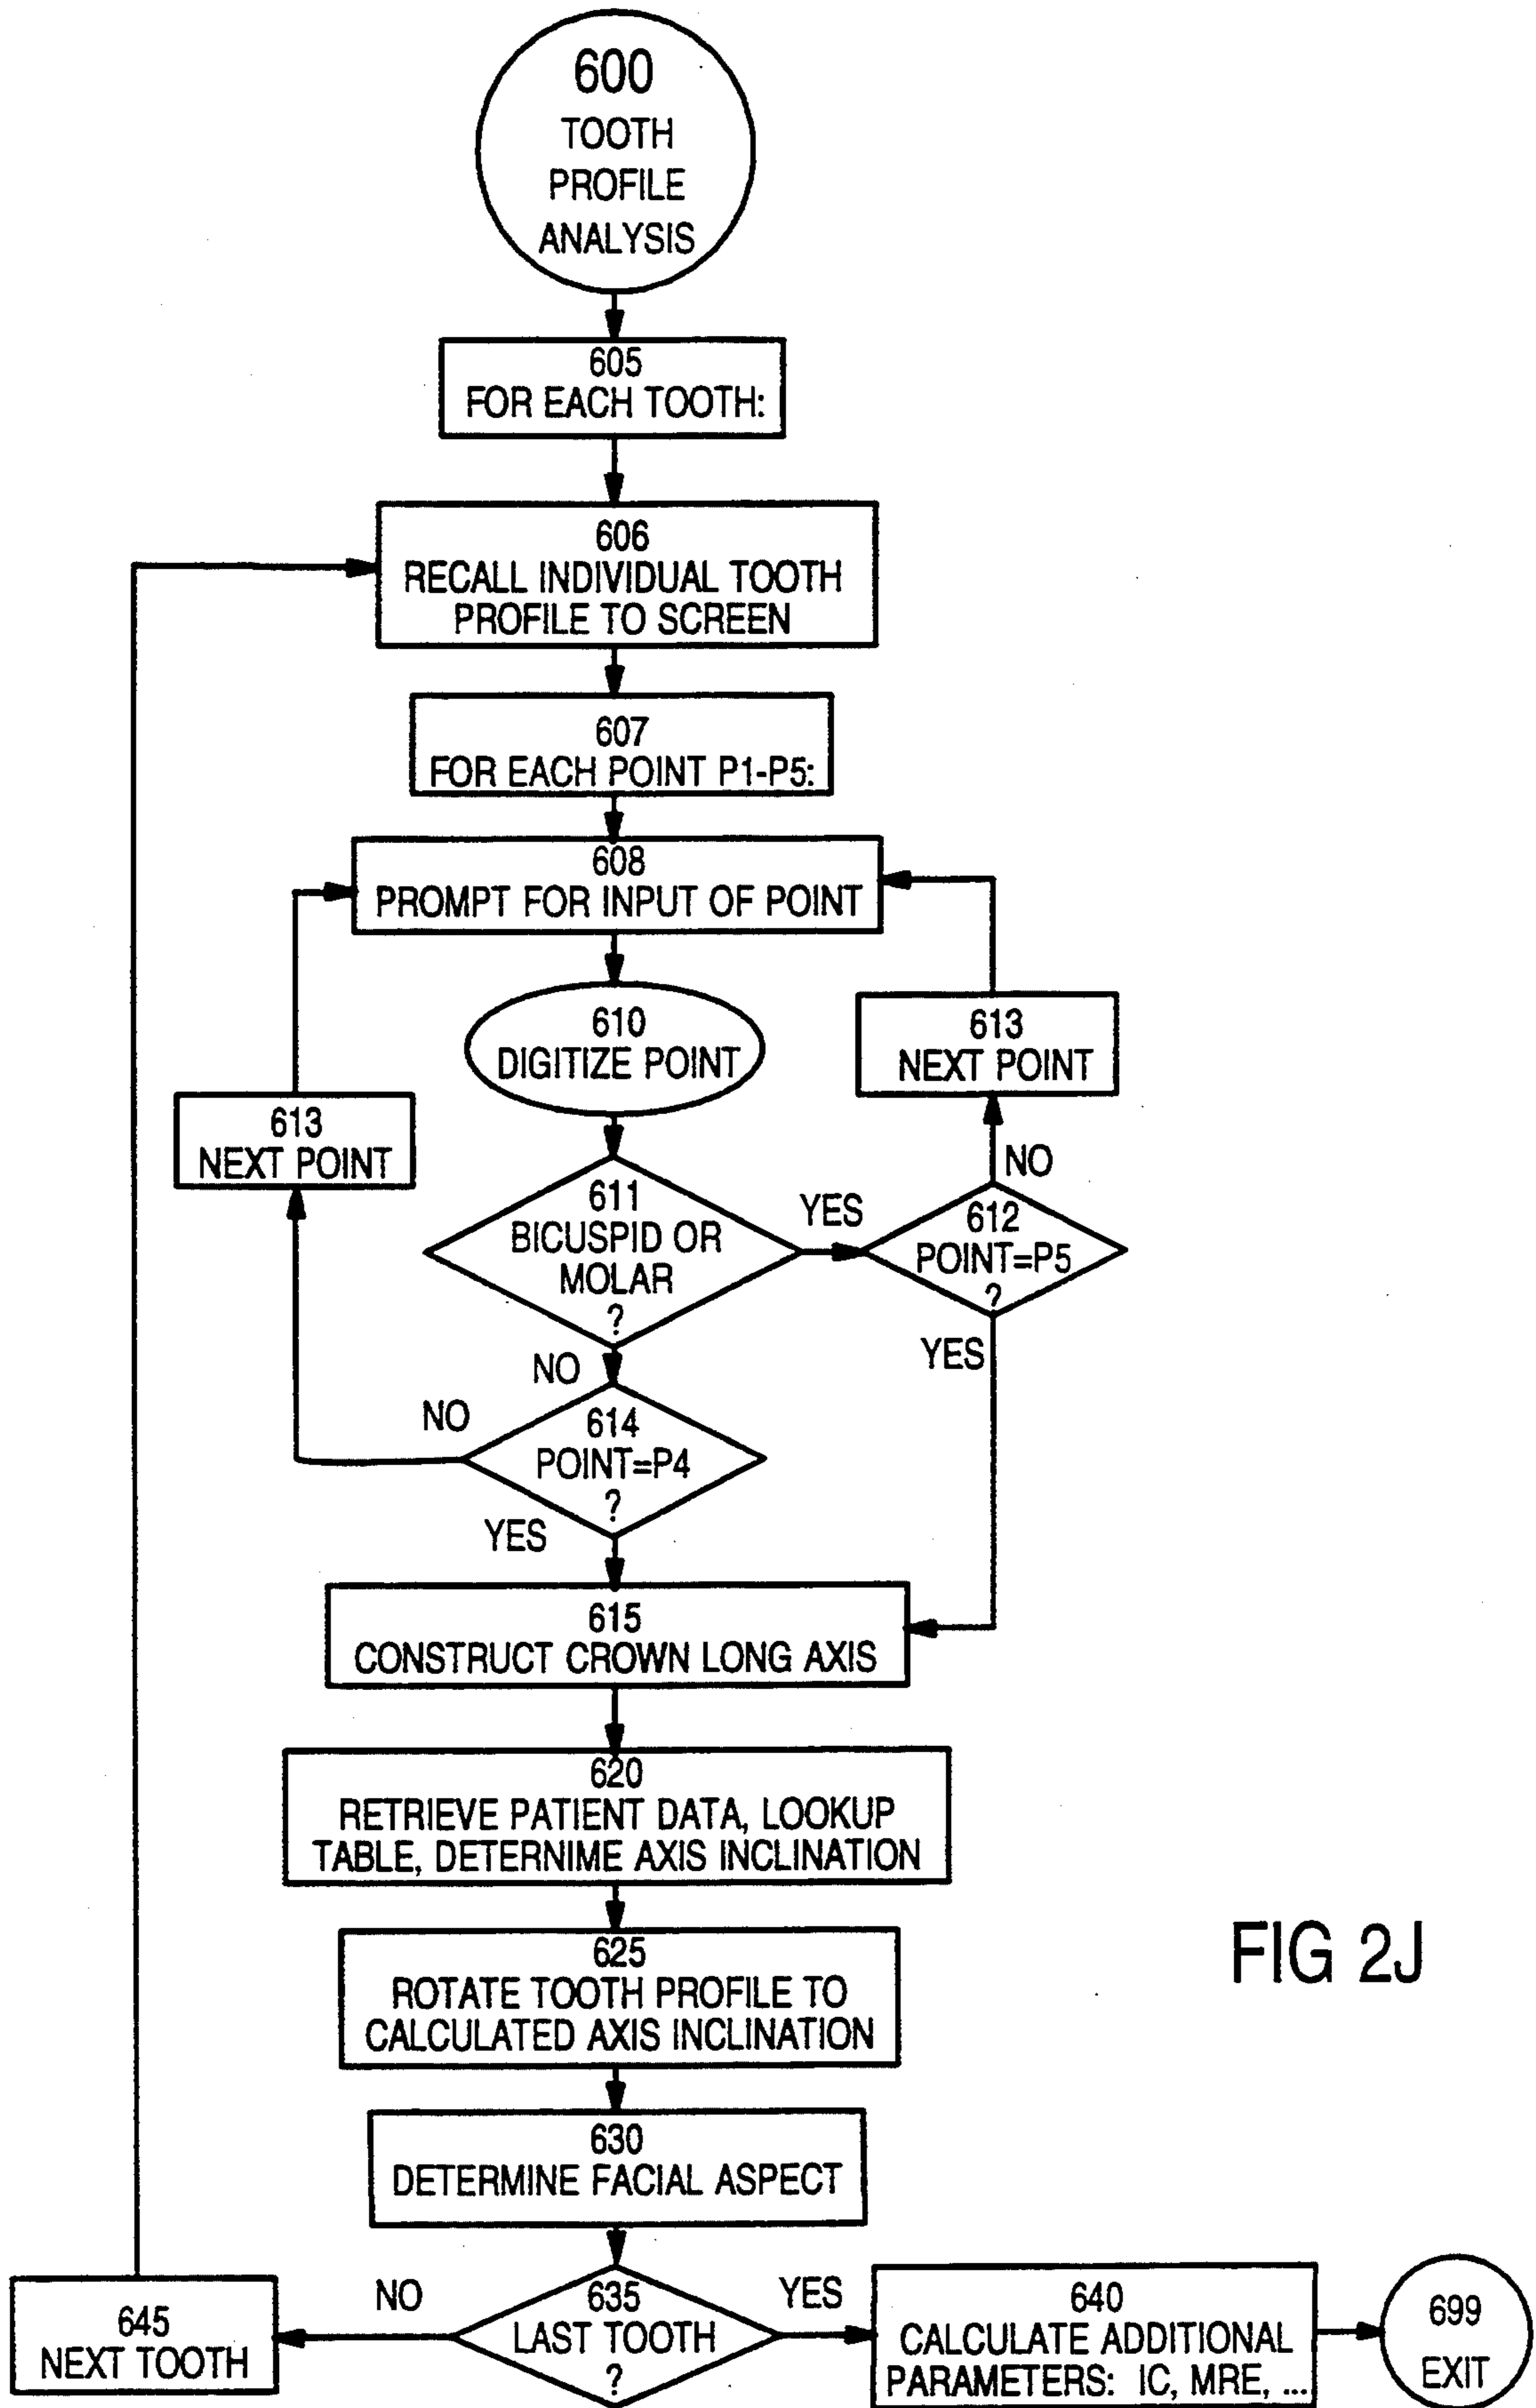 600
TOOTH
PROFILE
ANALYSIS
605
FOR EACH TOOTH:
606
RECALL INDIVIDUAL TOOTH
PROFILE TO SCREEN
607
FOR EACH POINT P1-P5:
608
PROMPT FOR INPUT OF POINT
610
DIGITIZE POINT
613
NEXT POINT
613
NEXT POINT
NO
611
BICUSPID OR
MOLAR
?
YES
612
POINT=P5
?
YES
NO
NO
614
POINT=P4
?
YES
615
CONSTRUCT CROWN LONG AXIS
620
RETRIEVE PATIENT DATA, LOOKUP
TABLE, DETERNIME AXIS INCLINATION
625
ROTATE TOOTH PROFILE TO
CALCULATED AXIS INCLINATION
FIG 2J
630
DETERMINE FACIAL ASPECT
635
LAST TOOTH
?
NO
645
NEXT TOOTH
YES
640
CALCULATE ADDITIONAL
PARAMETERS: IC, MRE, ...
699
EXIT